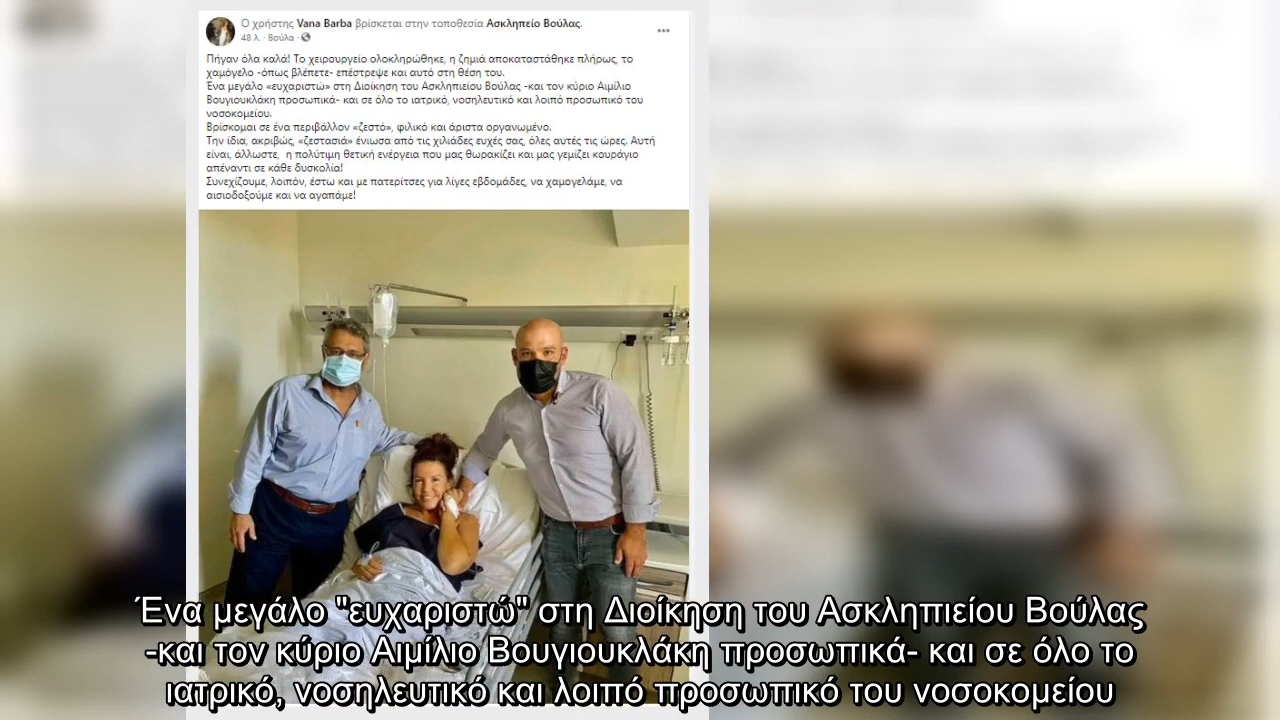 Ο χρήστης Vana Barba βρίσκεται στην τοποθεσία Ασκληπείο Βούλας.
48 λ. · Βούλα ·
Πήγαν όλα καλά! Το χειρουργείο ολοκληρώθηκε, η ζημιά αποκαταστάθηκε πλήρως, το
χαμόγελο -όπως βλέπετε- επέστρεψε και αυτό στη θέση του.
Ένα μεγάλο «ευχαριστώ» στη Διοίκηση του Ασκληπιείου Βούλας -και τον κύριο Αιμίλιο
Βουγιουκλάκη προσωπικά- και σε όλο το ιατρικό, νοσηλευτικό και λοιπό προσωπικό του
νοσοκομείου.
Βρίσκομαι σε ένα περιβάλλον «ζεστό», φιλικό και άριστα οργανωμένο.
Την ίδια, ακριβώς, «ζεστασιά» ένιωσα από τις χιλιάδες ευχές σας, όλες αυτές τις ώρες. Αυτή
είναι, άλλωστε, η πολύτιμη θετική ενέργεια που μας θωρακίζει και μας γεμίζει κουράγιο
απέναντι σε κάθε δυσκολία!
Συνεχίζουμε, λοιπόν, έστω και με πατερίτσες για λίγες εβδομάδες, να χαμογελάμε, να
αισιοδοξούμε και να αγαπάμε!
Ένα μεγάλο "ευχαριστώ" στη Διοίκηση του Ασκληπιείου Βούλας
-και τον κύριο Αιμίλιο Βουγιουκλάκη προσωπικά- και σε όλο το
ιατρικό, νοσηλευτικό και λοιπό προσωπικό του νοσοκομείου